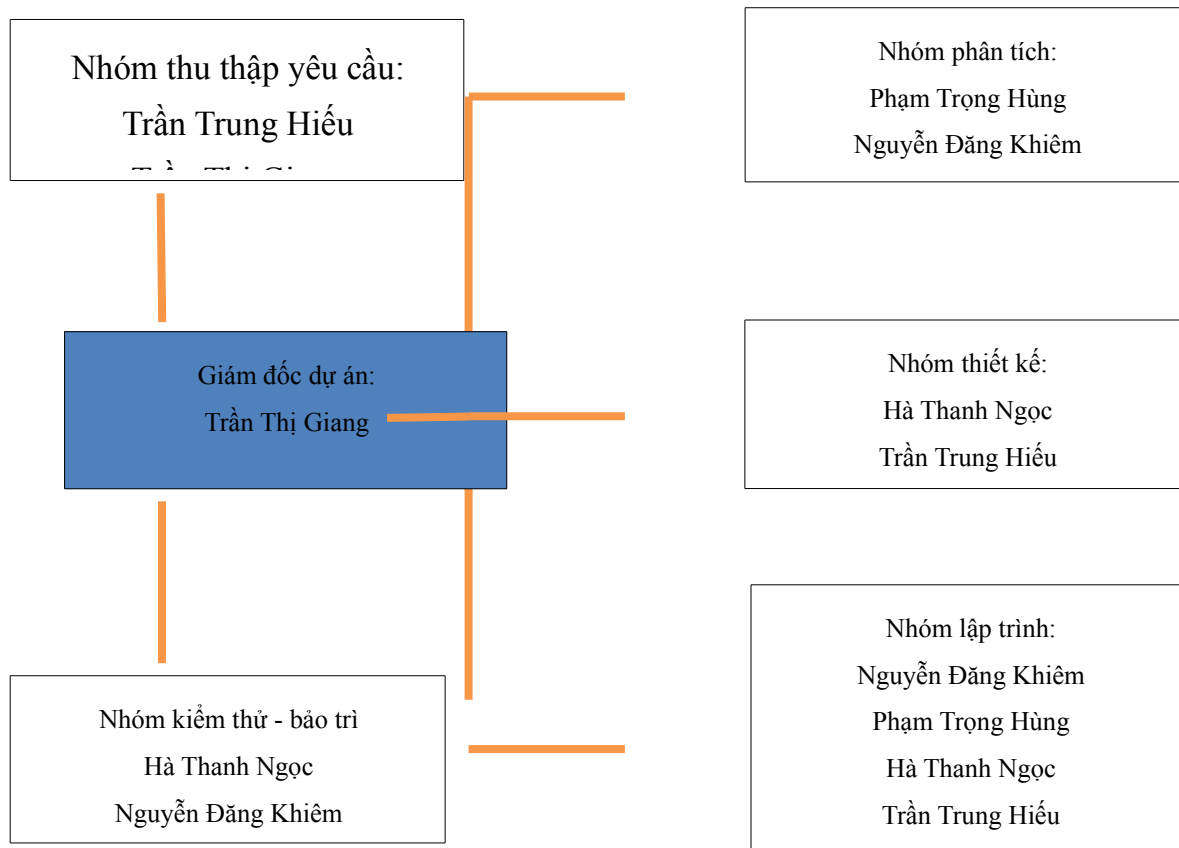 Nhóm thu thập yêu cầu:
Trần Trung Hiếu
Trần Thị
Nhóm phân tích:
Phạm Trọng Hùng
Nguyễn Đăng Khiêm
Giám đốc dự án:
Trần Thị Giang
Nhóm thiết kế:
Hà Thanh Ngọc
Trần Trung Hiếu
Nhóm kiểm thử - bảo trì
Hà Thanh Ngọc
Nguyễn Đăng Khiêm
Nhóm lập trình:
Nguyễn Đăng Khiêm
Phạm Trọng Hùng
Hà Thanh Ngọc
Trần Trung Hiếu